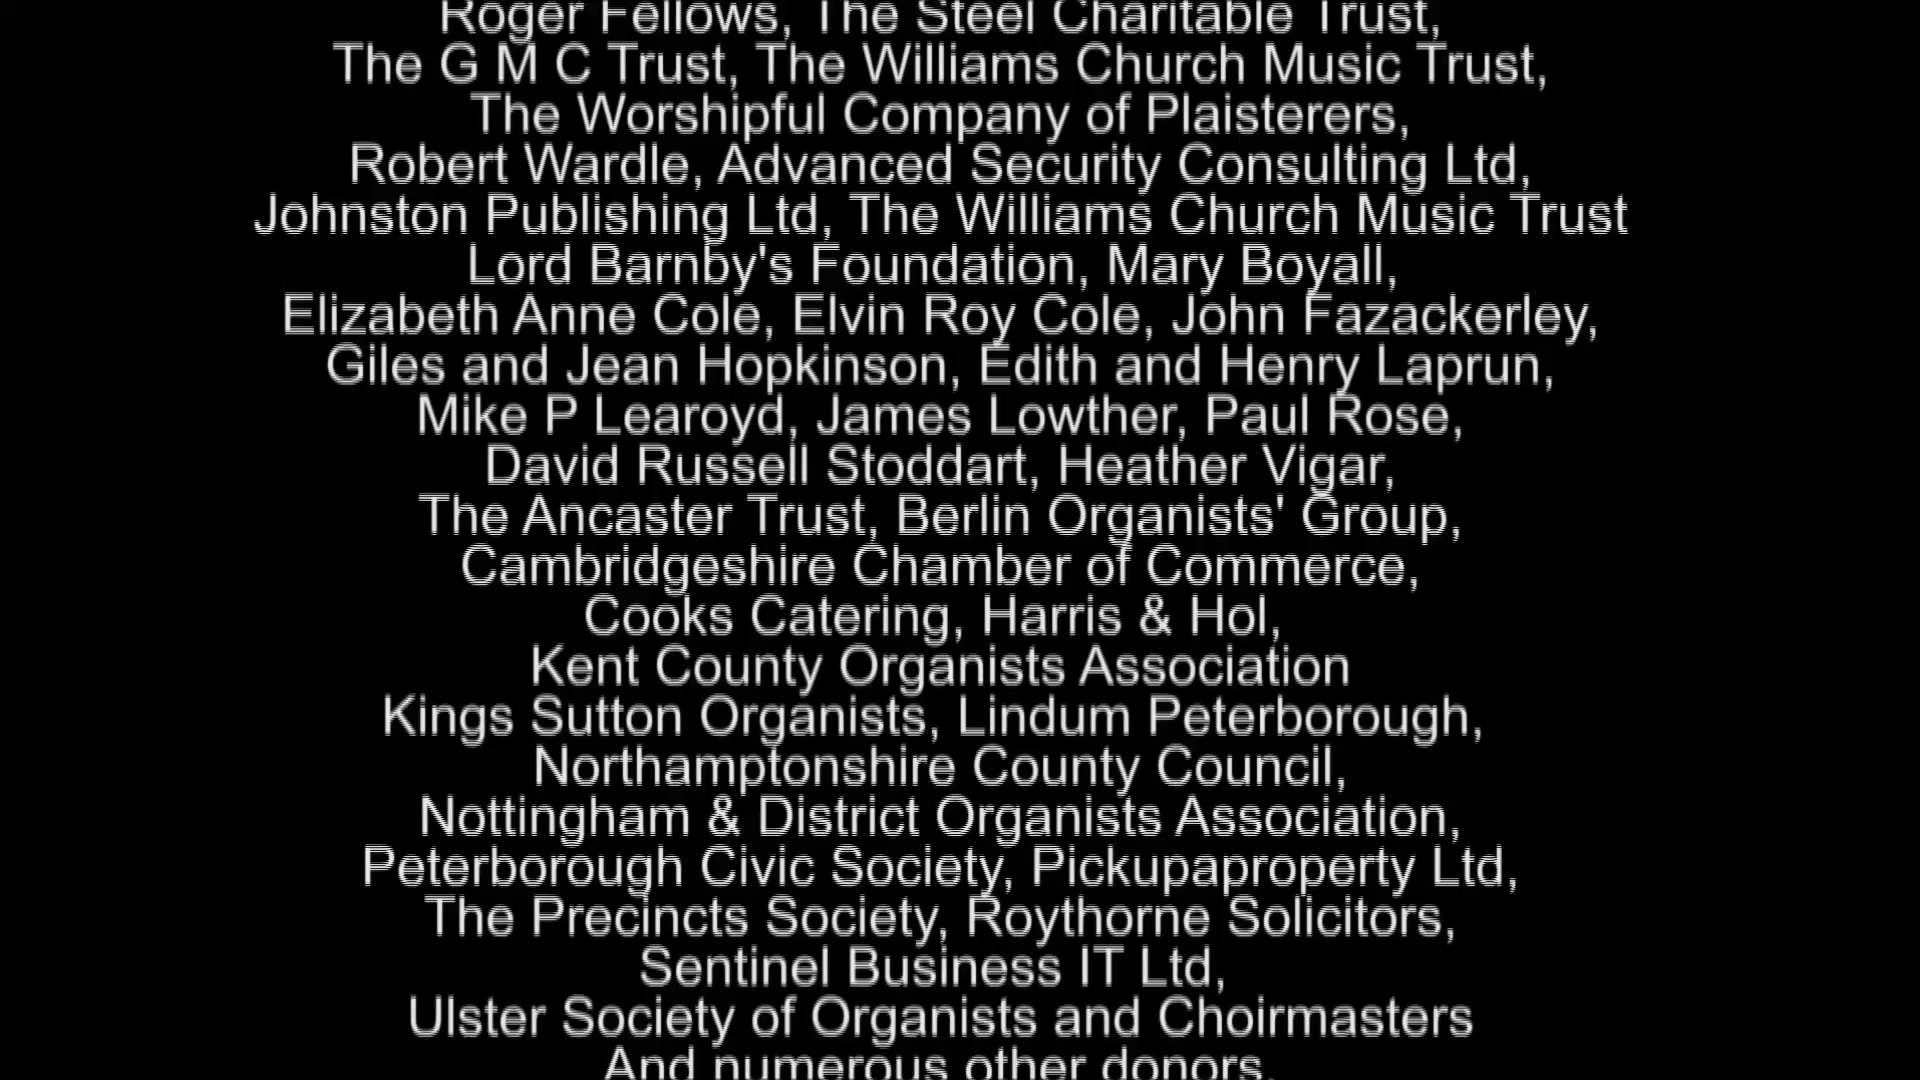 Roger Fellows, The Steel Charitable Trust,
The G M C Trust, The Williams Church Music Trust,
The Worshipful Company of Plaisterers,
Robert Wardle, Advanced Security Consulting Ltd,
Johnston Publishing Ltd, The Williams Church Music Trust
Lord Barnby's Foundation, Mary Boyall,
Elizabeth Anne Cole, Elvin Roy Cole, John Fazackerley,
Giles and Jean Hopkinson, Edith and Henry Laprun,
Mike P Learoyd, James Lowther, Paul Rose,
David Russell Stoddart, Heather Vigar,
The Ancaster Trust, Berlin Organists' Group,
Cambridgeshire Chamber of Commerce,
Cooks Catering, Harris & Hol,
Kent County Organists Association
Kings Sutton Organists, Lindum Peterborough,
Northamptonshire County Council,
Nottingham & District Organists Association,
Peterborough Civic Society, Pickupaproperty Ltd,
The Precincts Society, Roythorne Solicitors,
Sentinel Business IT Ltd,
Ulster Society of Organists and Choirmasters
And numerous other donors.